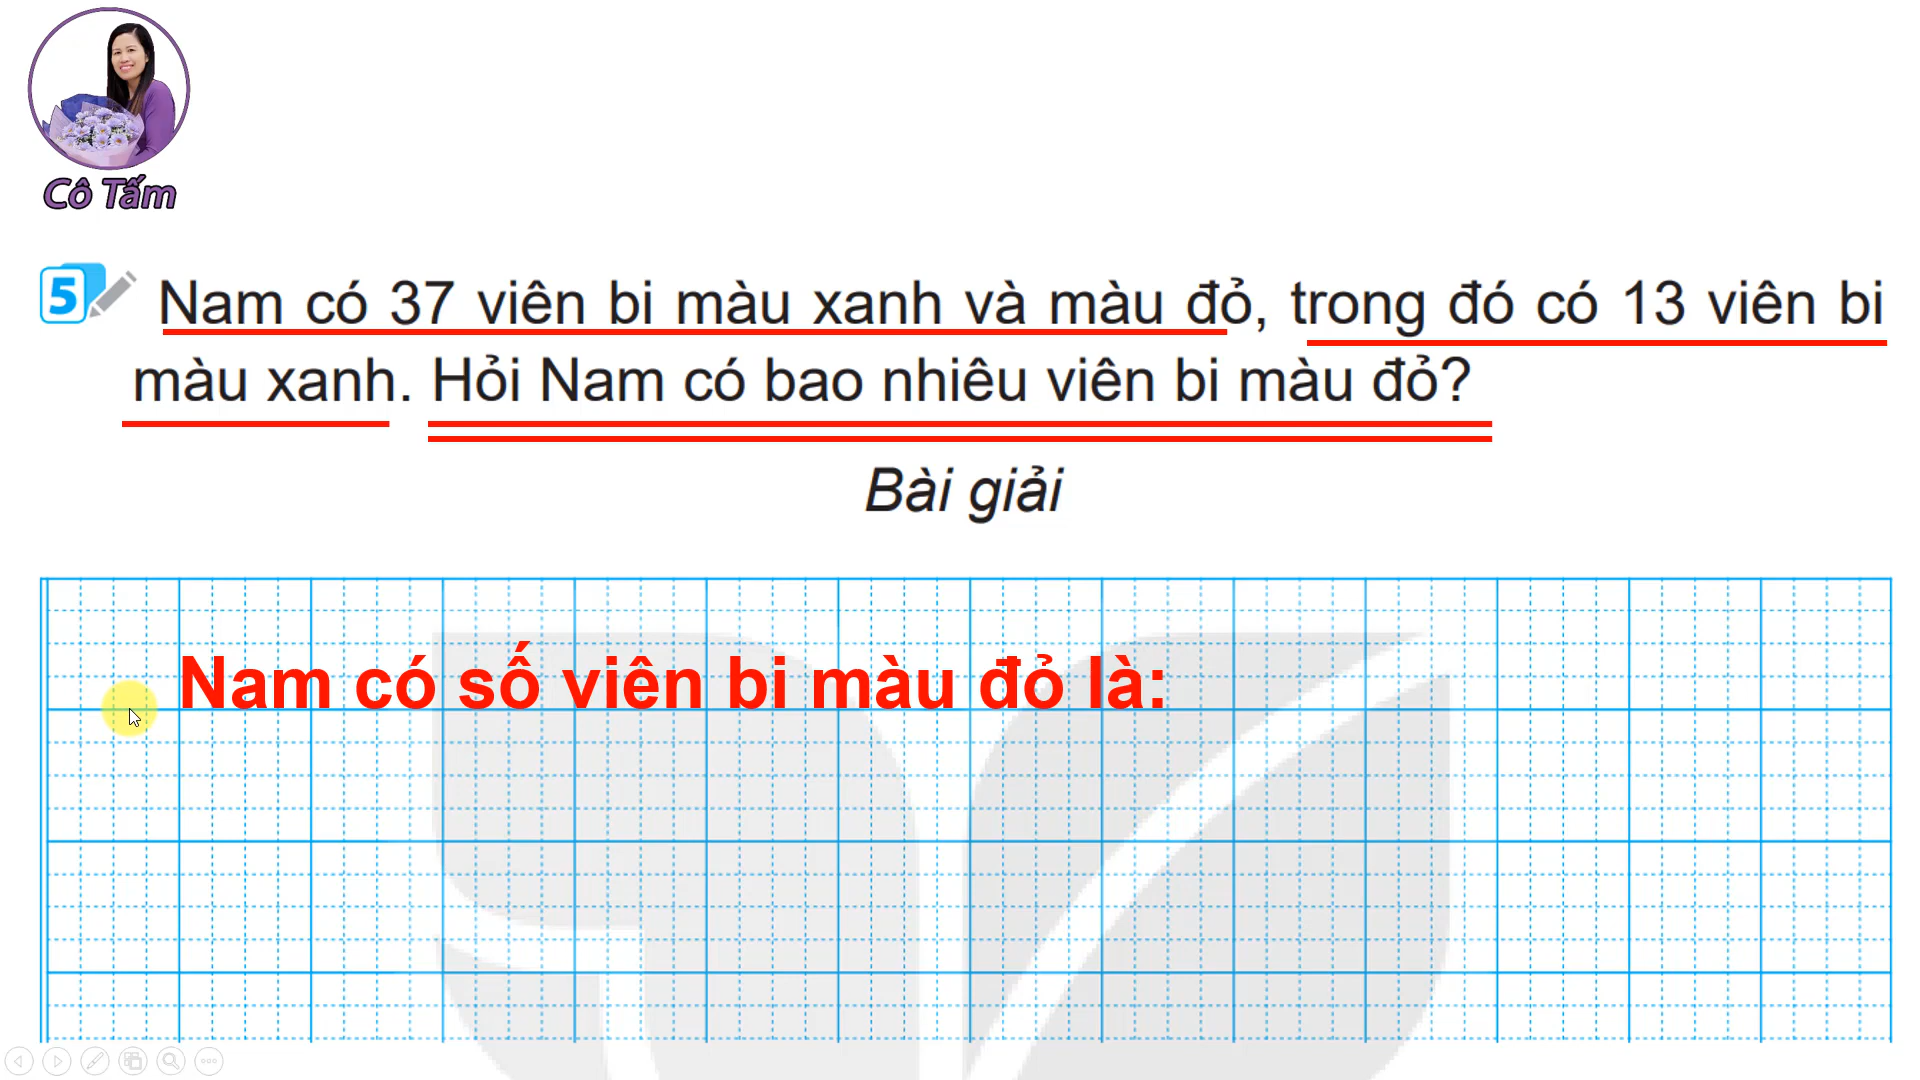 Cô Tấm
5 Nam có 37 viên bi màu xanh và màu đỏ, trong đó có 13 viên bi
màu xanh. Hỏi Nam có bao nhiêu viên bi màu đỏ?
Bài giải
Nam có số viên bi màu đỏ là: